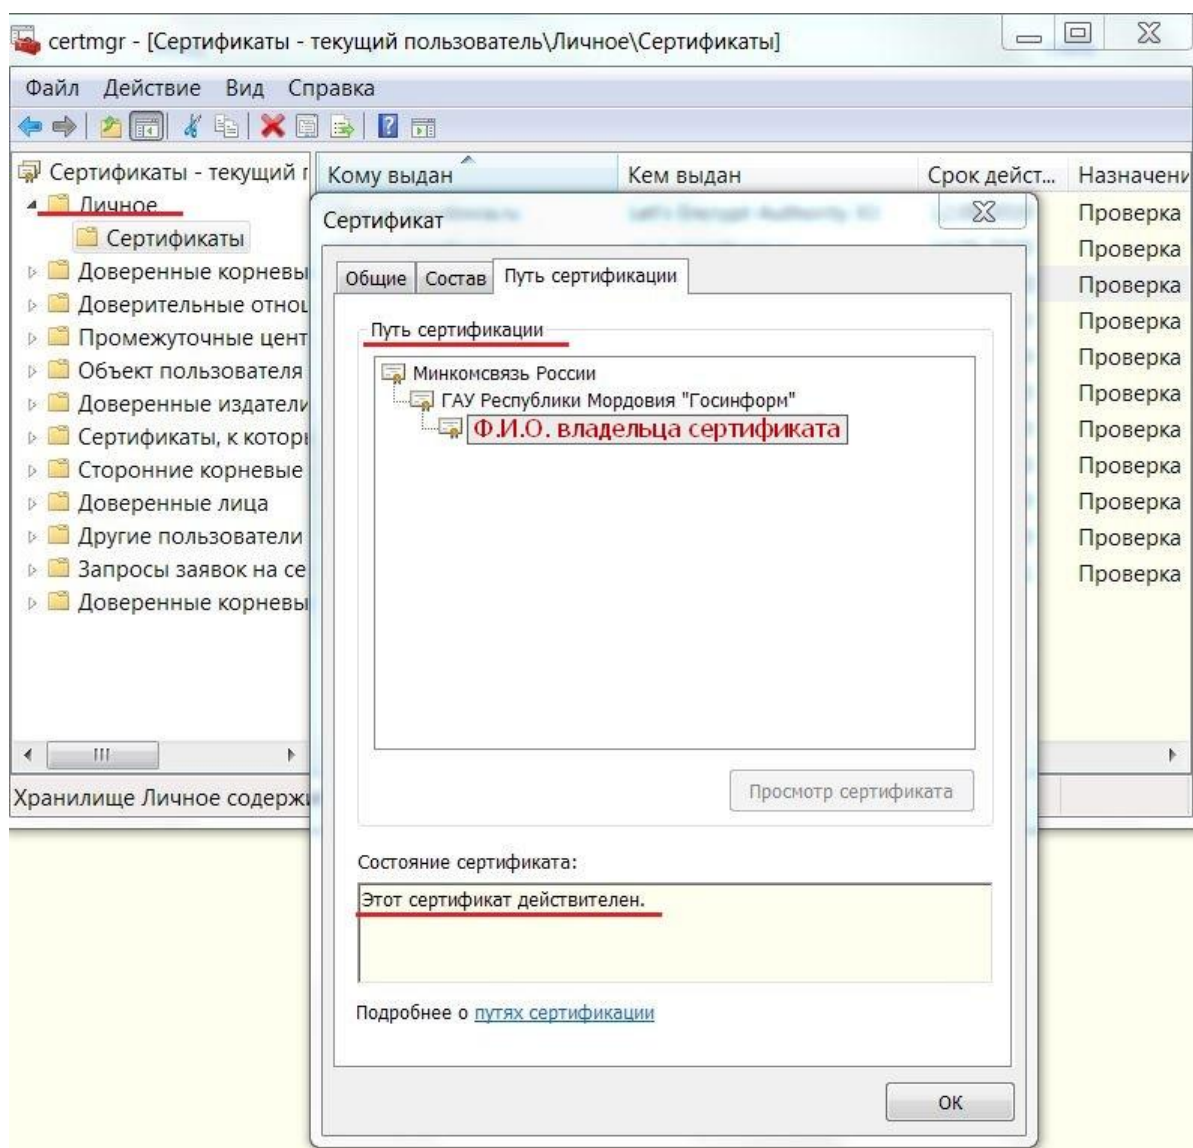 certmgr - [Сертификаты - текущий пользователь\Личное\Сертификаты]
Файл Действие Вид Справка
Сертификаты - текущий п
Личное
Сертификаты
Доверенные корневы
Доверительные отнош
Промежуточные цент
Объект пользователя
Доверенные издатели
Сертификаты, к которы
Сторонние корневые
Доверенные лица
Другие пользователи
Запросы заявок на се
Доверенные корневы
Кому выдан Кем выдан Срок дейст... Назначени
Проверка
Проверка
Проверка
Проверка
Проверка
Проверка
Проверка
Проверка
Проверка
Проверка
Проверка
Хранилище Личное содержи
Сертификат
Общие Состав Путь сертификации
Путь сертификации
Минкомсвязь России
ГАУ Республики Мордовия "Госинформ"
Ф.И.О. владельца сертификата
Просмотр сертификата
Состояние сертификата:
Этот сертификат действителен.
Подробнее о путях сертификации
ОК